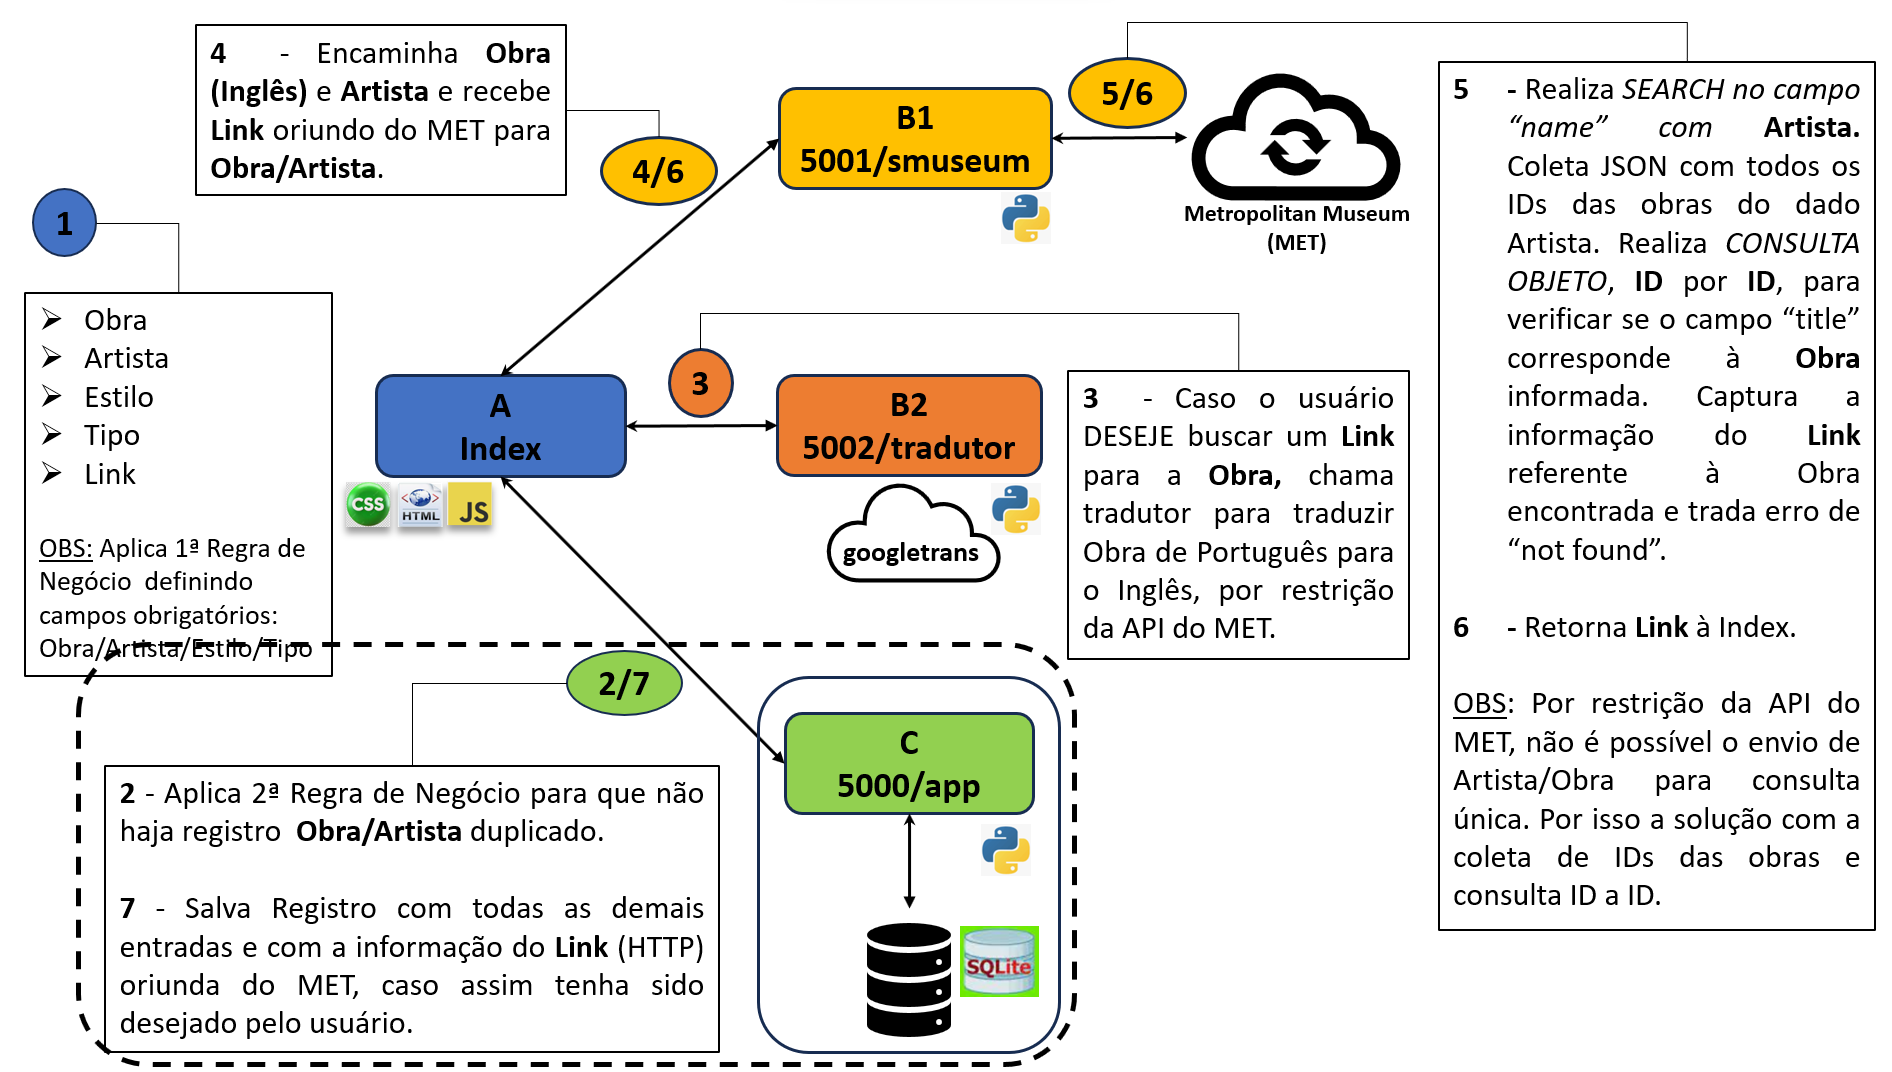 4 - Encaminha Obra
(Inglês) e Artista e recebe
Link oriundo do MET para
Obra/Artista.
4/6
B1
5001/smuseum
5/6
Metropolitan Museum
(MET)
5 - Realiza SEARCH no campo
“name” com Artista.
Coleta JSON com todos os
IDs das obras do dado
Artista. Realiza CONSULTA
OBJETO, ID por ID, para
verificar se o campo “title”
corresponde à Obra
informada. Captura a
informação do Link
referente à Obra
encontrada e trada erro de
“not found”.
6 - Retorna Link à Index.
OBS: Por restrição da API do
MET, não é possível o envio de
Artista/Obra para consulta
única. Por isso a solução com a
coleta de IDs das obras e
consulta ID a ID.
1
Obra
Artista
Estilo
Tipo
Link
OBS: Aplica 1ª Regra de
Negócio definindo
campos obrigatórios:
Obra/Artista/Estilo/Tipo
A
Index
CSS
HTML
JS
3
B2
5002/tradutor
googletrans
3 - Caso o usuário
DESEJE buscar um Link
para a Obra, chama
tradutor para traduzir
Obra de Português para
o Inglês, por restrição
da API do MET.
2/7
2 - Aplica 2ª Regra de Negócio para que não
haja registro Obra/Artista duplicado.
7 - Salva Registro com todas as demais
entradas e com a informação do Link (HTTP)
oriunda do MET, caso assim tenha sido
desejado pelo usuário.
C
5000/app
SQLite